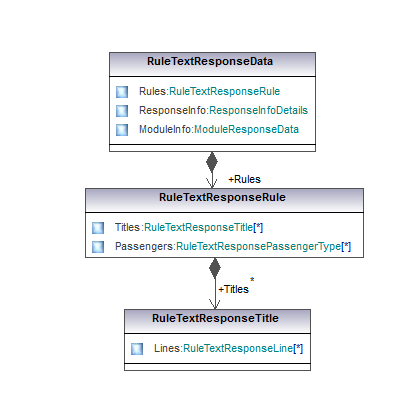 RuleTextResponseData
Rules:RuleTextResponseRule
ResponseInfo:ResponseInfoDetails
ModuleInfo:ModuleResponseData
+Rules
RuleTextResponseRule
Titles:RuleTextResponseTitle[*]
Passengers:RuleTextResponsePassengerType[*]
+Titles *
RuleTextResponseTitle
Lines:RuleTextResponseLine[*]